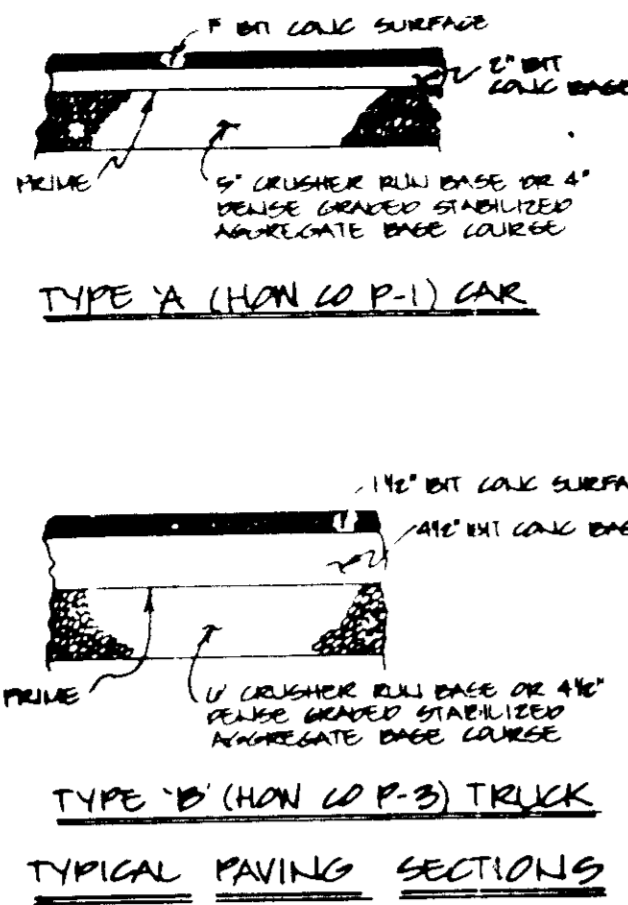 1" BIT CONC SURFACE
2" BIT
CONC BASE
PRIME
5" CRUSHER RUN BASE OR 4"
DENSE GRADED STABILIZED
AGGREGATE BASE COURSE
TYPE 'A (HOW CO P-1) CAR
1½" BIT CONC SURFA
4½" BIT CONC BAS
PRIME
6" CRUSHER RUN BASE OR 4½"
DENSE GRADED STABILIZED
AGGREGATE BASE COURSE
TYPE 'B' (HOW CO P-3) TRUCK
TYPICAL PAVING SECTIONS